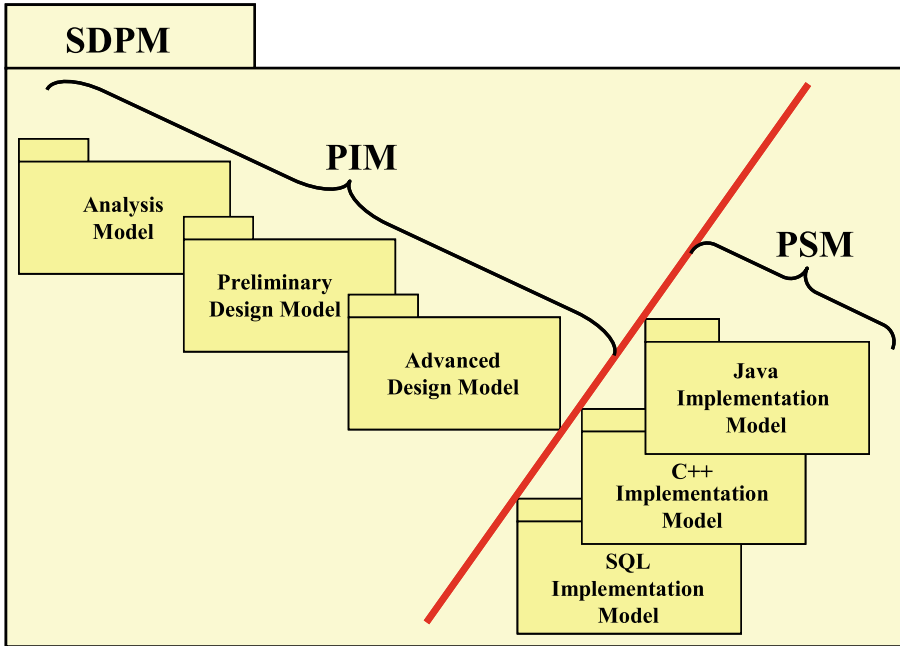 SDPM
PIM
Analysis
Model
Preliminary
Design Model
Advanced
Design Model
PSM
Java
Implementation
Model
C++
Implementation
Model
SQL
Implementation
Model